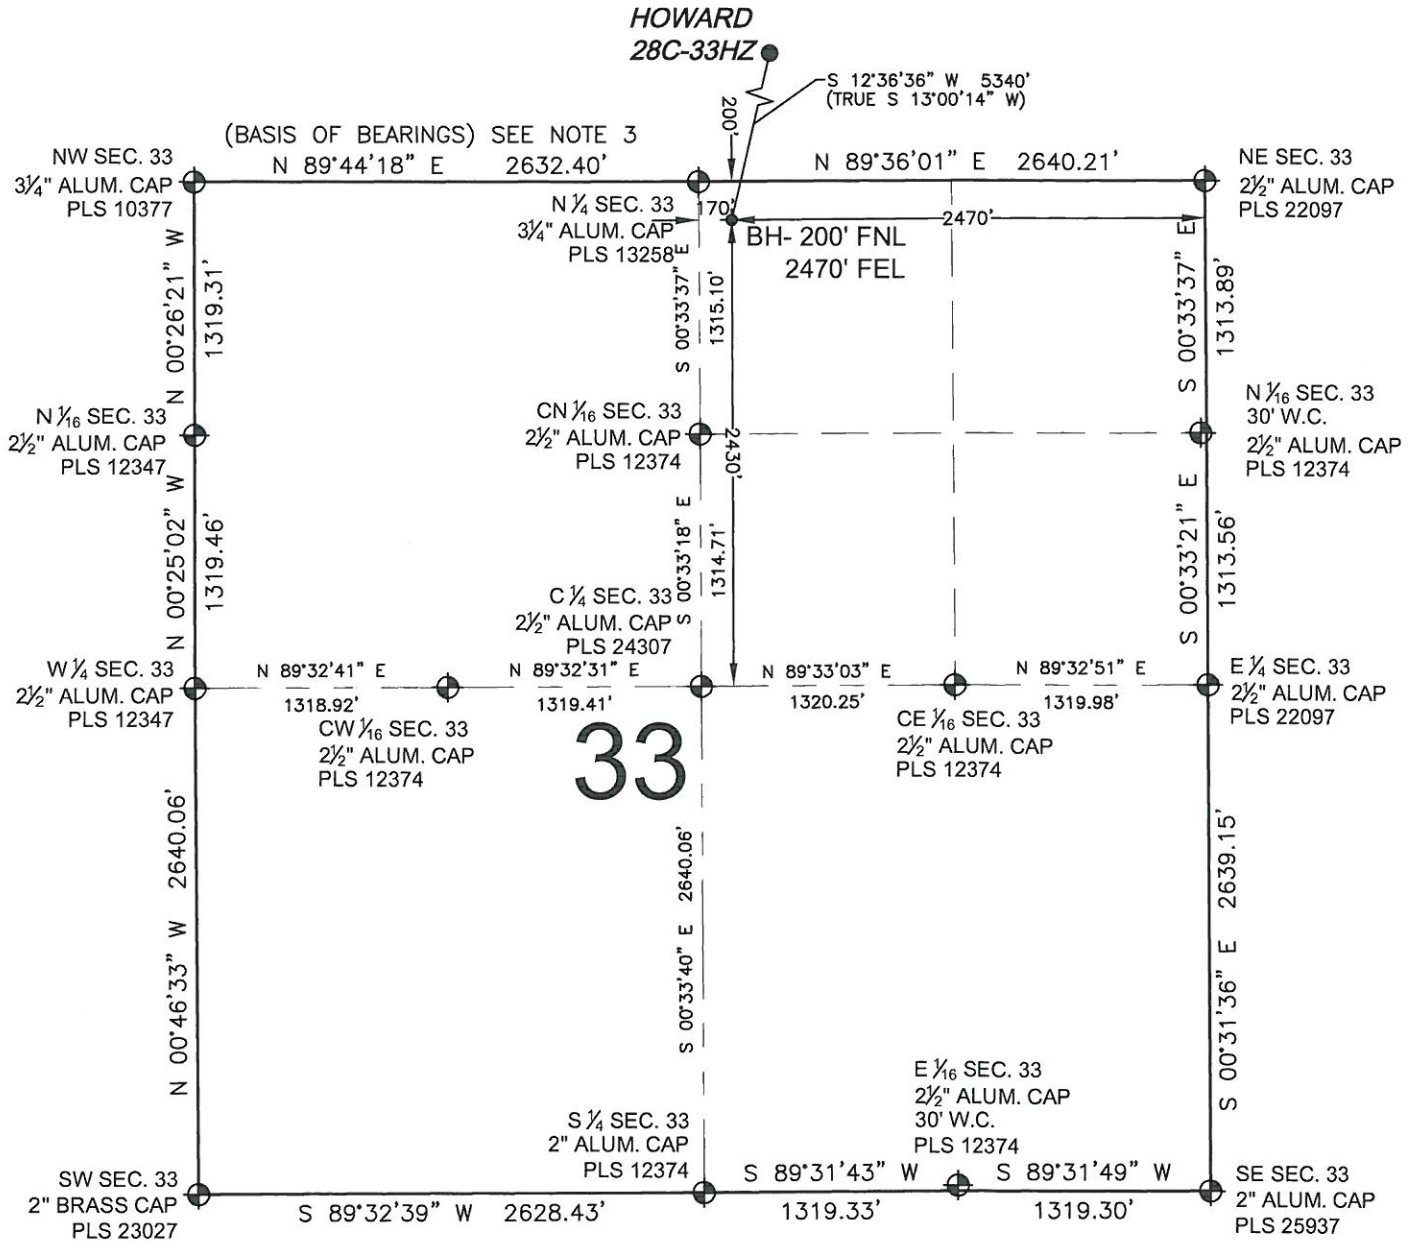 HOWARD
28C-33HZ
S 12°36'36" W 5340'
(TRUE S 13°00'14" W)
200'
(BASIS OF BEARINGS) SEE NOTE 3
N 89°44'18" E 2632.40'
N 89°36'01" E 2640.21'
NW SEC. 33
3¼" ALUM. CAP
PLS 10377
NE SEC. 33
2½" ALUM. CAP
PLS 22097
N ¼ SEC. 33
3¼" ALUM. CAP
PLS 13258
170'
2470'
BH- 200' FNL
2470' FEL
N 00°26'21" W
1319.31'
S 00°33'37" E
1315.10'
S 00°33'37" E
1313.89'
N ⅟16 SEC. 33
2½" ALUM. CAP
PLS 12347
CN ⅟16 SEC. 33
2½" ALUM. CAP
PLS 12374
2430'
N ⅟16 SEC. 33
30' W.C.
2½" ALUM. CAP
PLS 12374
N 00°25'02" W
1319.46'
S 00°33'18" E
1314.71'
S 00°33'21" E
1313.56'
C ¼ SEC. 33
2½" ALUM. CAP
PLS 24307
W ¼ SEC. 33
2½" ALUM. CAP
PLS 12347
N 89°32'41" E
1318.92'
N 89°32'31" E
1319.41'
N 89°33'03" E
1320.25'
N 89°32'51" E
1319.98'
E ¼ SEC. 33
2½" ALUM. CAP
PLS 22097
CW ⅟16 SEC. 33
2½" ALUM. CAP
PLS 12374
CE ⅟16 SEC. 33
2½" ALUM. CAP
PLS 12374
33
N 00°46'33" W 2640.06'
S 00°33'40" E 2640.06'
S 00°31'36" E 2639.15'
E ⅟16 SEC. 33
2½" ALUM. CAP
30' W.C.
PLS 12374
S ¼ SEC. 33
2" ALUM. CAP
PLS 12374
SW SEC. 33
2" BRASS CAP
PLS 23027
S 89°32'39" W 2628.43'
S 89°31'43" W
1319.33'
S 89°31'49" W
1319.30'
SE SEC. 33
2" ALUM. CAP
PLS 25937